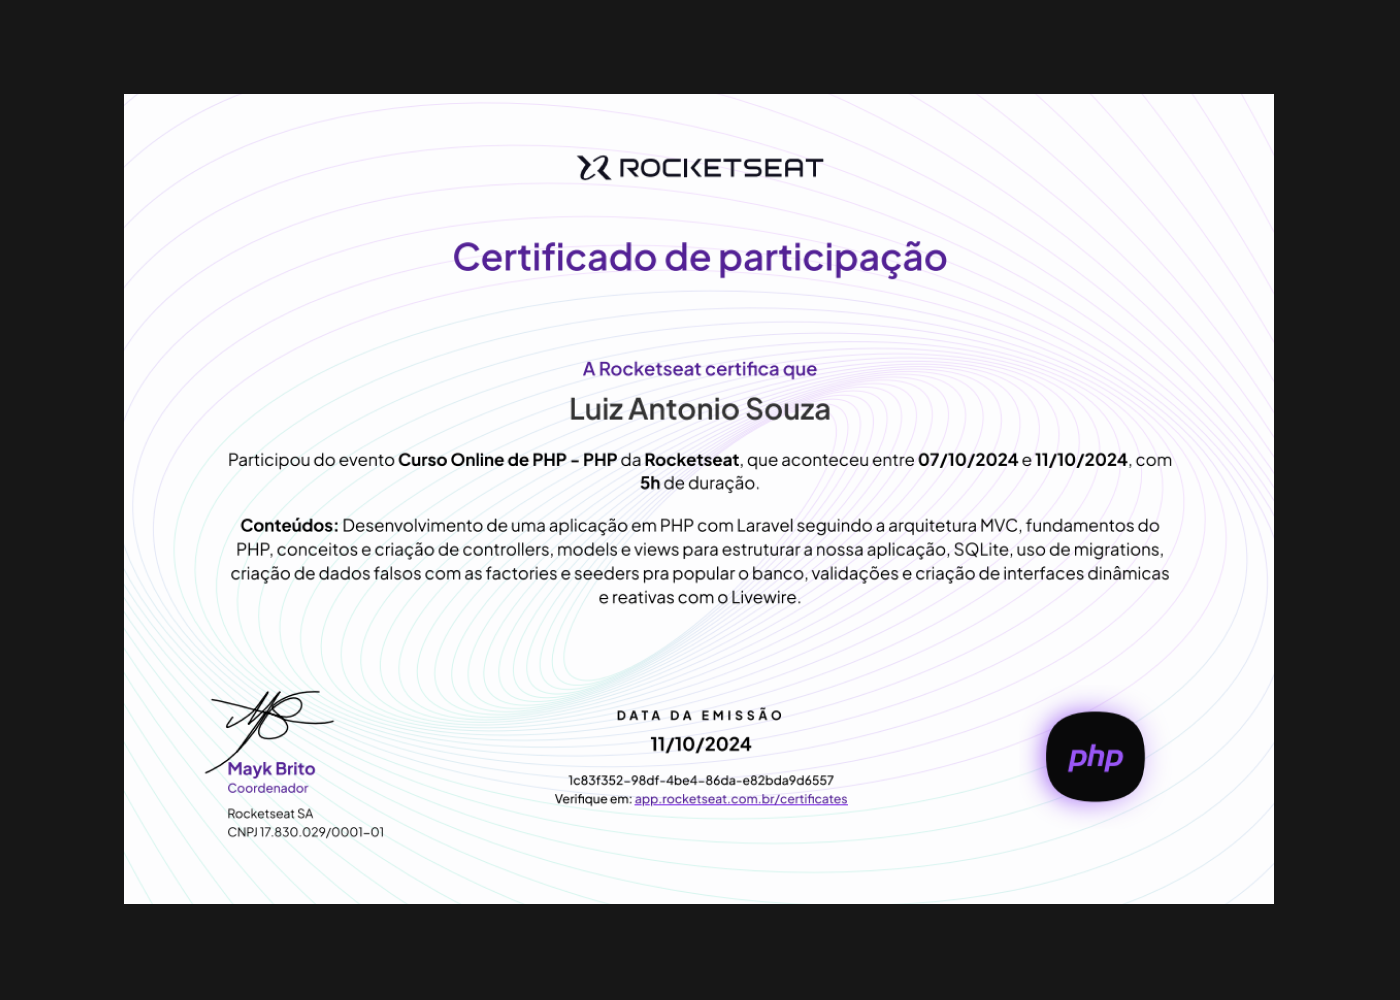 ROCKETSEAT
Certificado de participação
A Rocketseat certifica que
Luiz Antonio Souza
Participou do evento Curso Online de PHP - PHP da Rocketseat, que aconteceu entre 07/10/2024 e 11/10/2024, com
5h de duração.
Conteúdos: Desenvolvimento de uma aplicação em PHP com Laravel seguindo a arquitetura MVC, fundamentos do
PHP, conceitos e criação de controllers, models e views para estruturar a nossa aplicação, SQLite, uso de migrations,
criação de dados falsos com as factories e seeders pra popular o banco, validações e criação de interfaces dinâmicas
e reativas com o Livewire.
Mayk Brito
Coordenador
Rocketseat SA
CNPJ 17.830.029/0001-01
DATA DA EMISSÃO
11/10/2024
1c83f352-98df-4be4-86da-e82bda9d6557
Verifique em: app.rocketseat.com.br/certificates
php